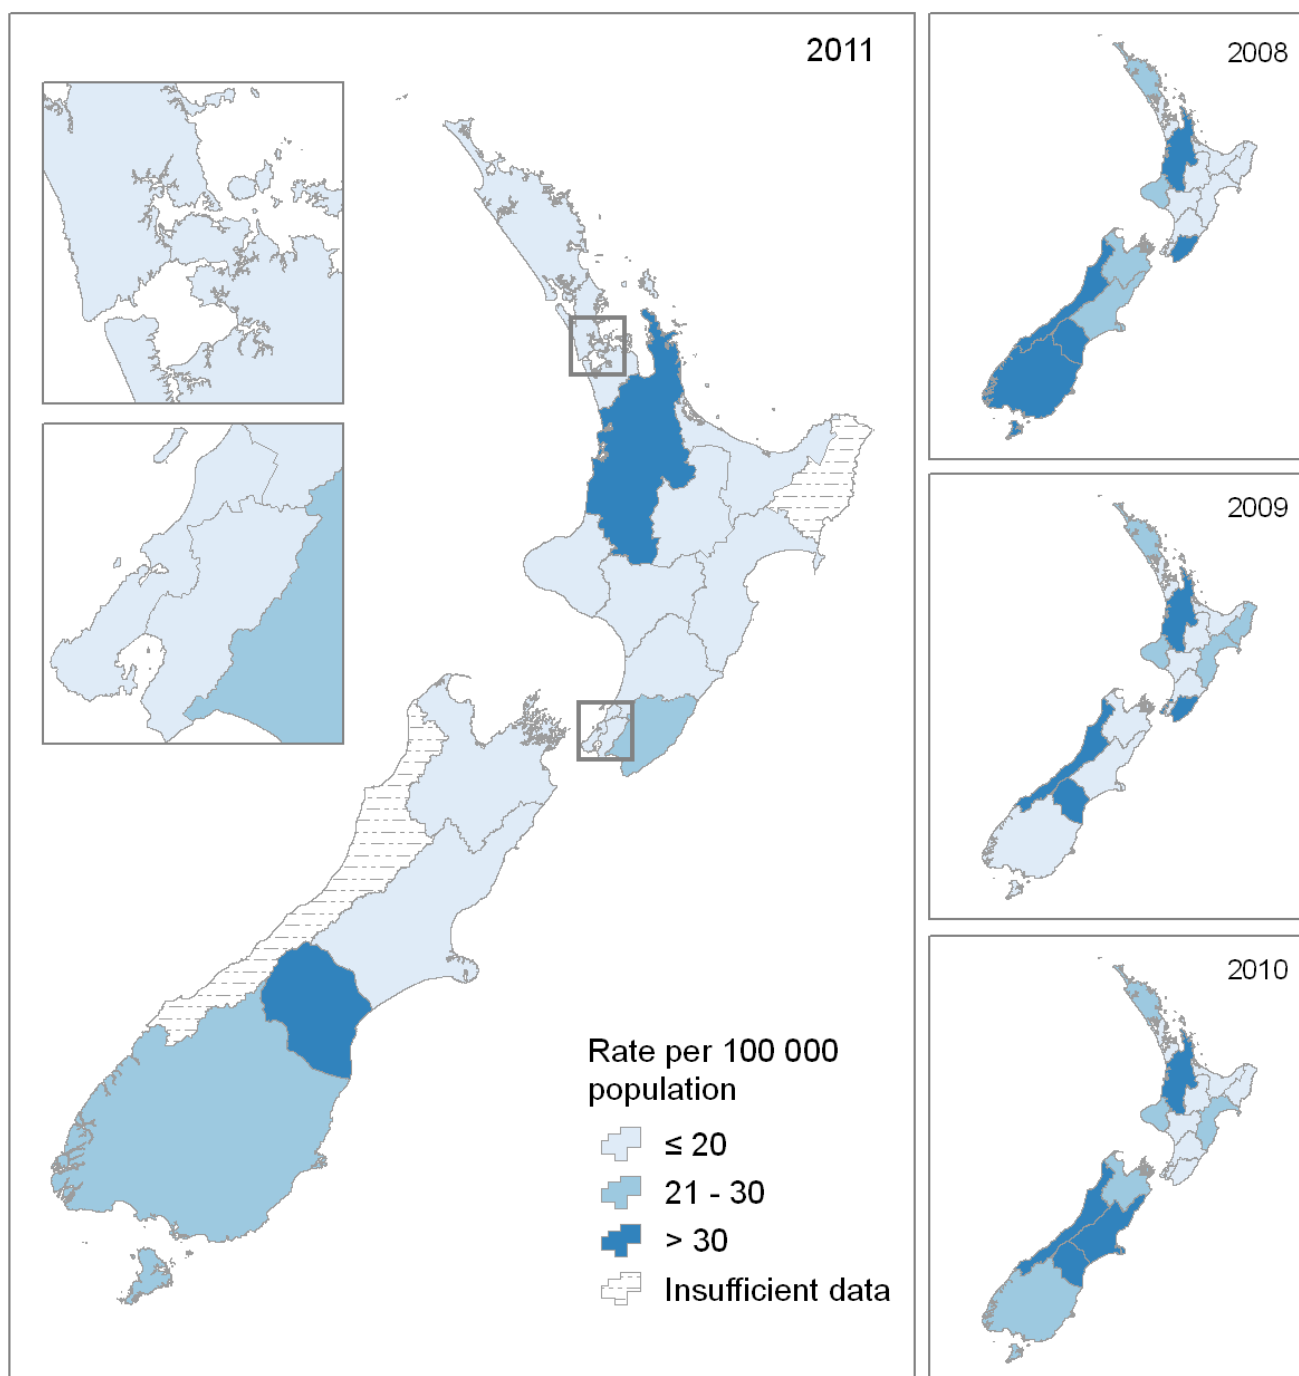 2011
2008
2009
2010
Rate per 100 000
population
≤ 20
21 - 30
> 30
Insufficient data